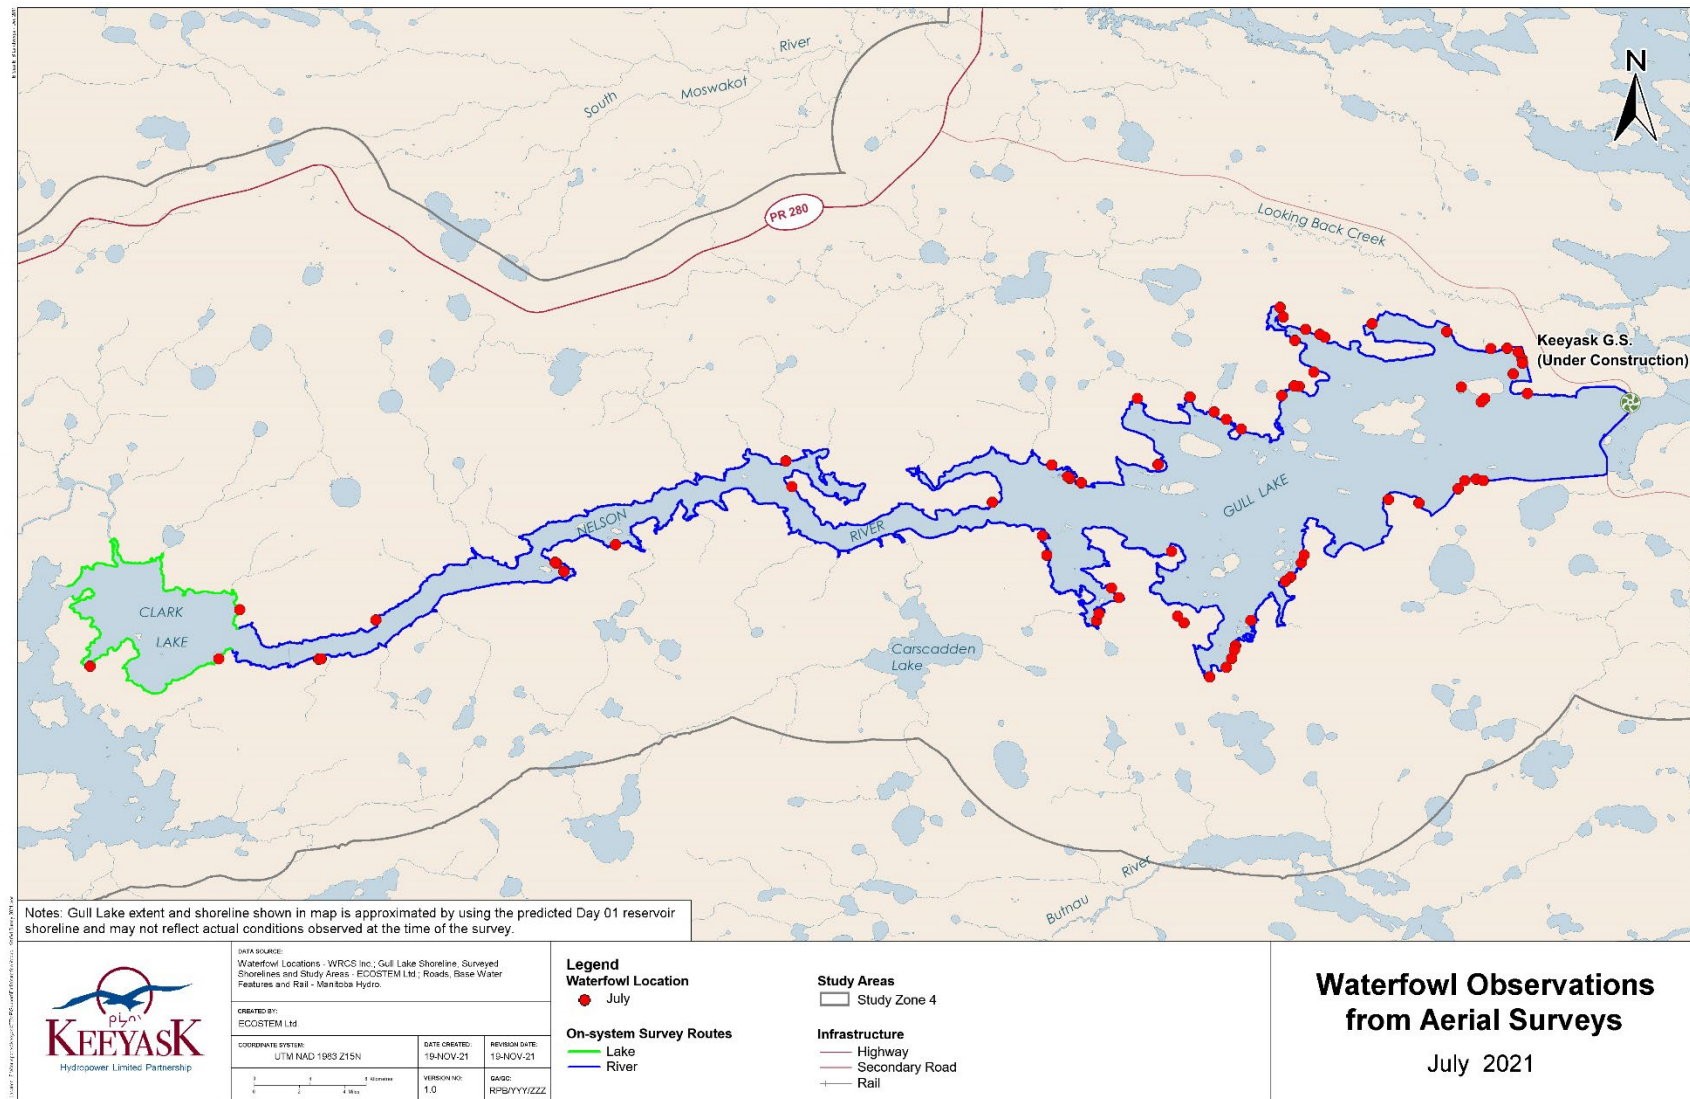 River
South
Moswakot
N
PR 280
Looking Back Creek
Keeyask G.S.
(Under Construction)
GULL LAKE
NELSON
RIVER
CLARK
LAKE
Carscadden
Lake
Butnau
River
Notes: Gull Lake extent and shoreline shown in map is approximated by using the predicted Day 01 reservoir
shoreline and may not reflect actual conditions observed at the time of the survey.
KEEYASK
Hydropower Limited Partnership
DATA SOURCE:
Waterfowl Locations - WRCS Inc.; Gull Lake Shoreline, Surveyed
Shorelines and Study Areas - ECOSTEM Ltd.; Roads, Base Water
Features and Rail - Manitoba Hydro.
CREATED BY:
ECOSTEM Ltd.
COORDINATE SYSTEM:
UTM NAD 1983 Z15N
DATE CREATED:
19-NOV-21
REVISION DATE:
19-NOV-21
VERSION NO:
1.0
QA/QC:
RPB/YYY/ZZZ
Legend
Waterfowl Location
July
On-system Survey Routes
Lake
River
Study Areas
Study Zone 4
Infrastructure
Highway
Secondary Road
Rail
Waterfowl Observations
from Aerial Surveys
July 2021